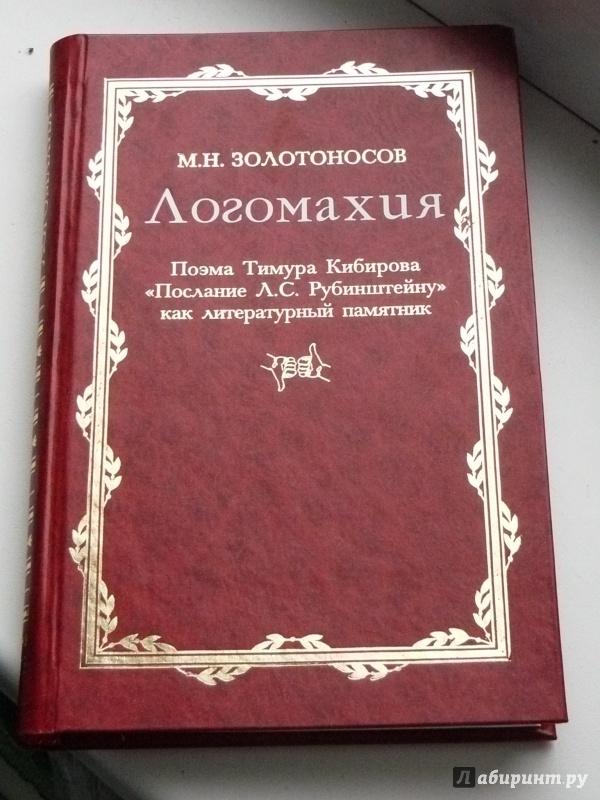 М.Н. ЗОЛОТОНОСОВ
Логомахия
Поэма Тимура Кибирова
«Послание Л.С. Рубинштейну»
как литературный памятник
Лабиринт.ру